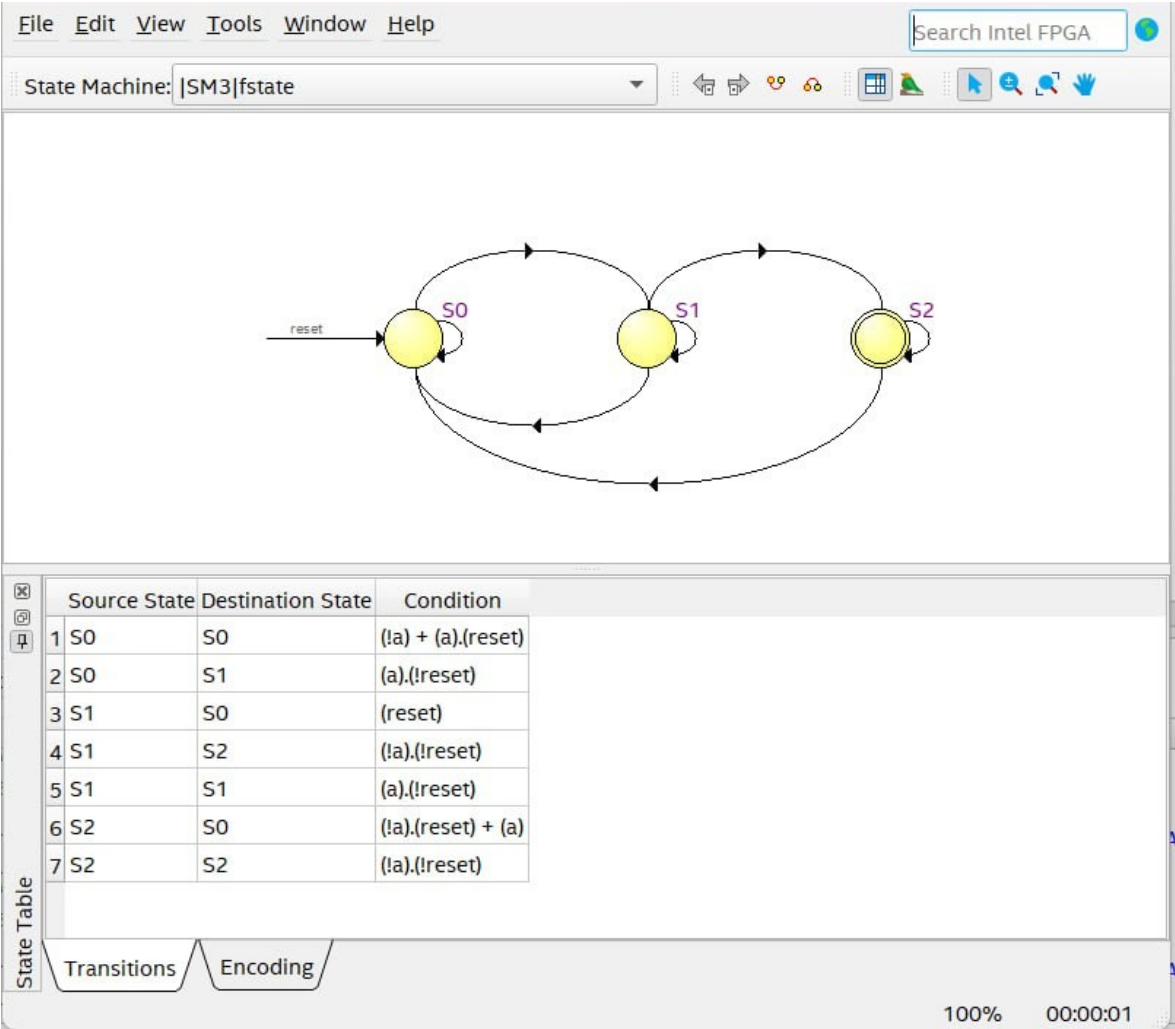 File Edit View Tools Window Help
Search Intel FPGA
State Machine: |SM3|fstate
S0
S1
S2
reset
Source State Destination State Condition
1 S0 S0 (!a) + (a).(reset)
2 S0 S1 (a).(!reset)
3 S1 S0 (reset)
4 S1 S2 (!a).(!reset)
5 S1 S1 (a).(!reset)
6 S2 S0 (!a).(reset) + (a)
7 S2 S2 (!a).(!reset)
State Table
Transitions Encoding
100% 00:00:01